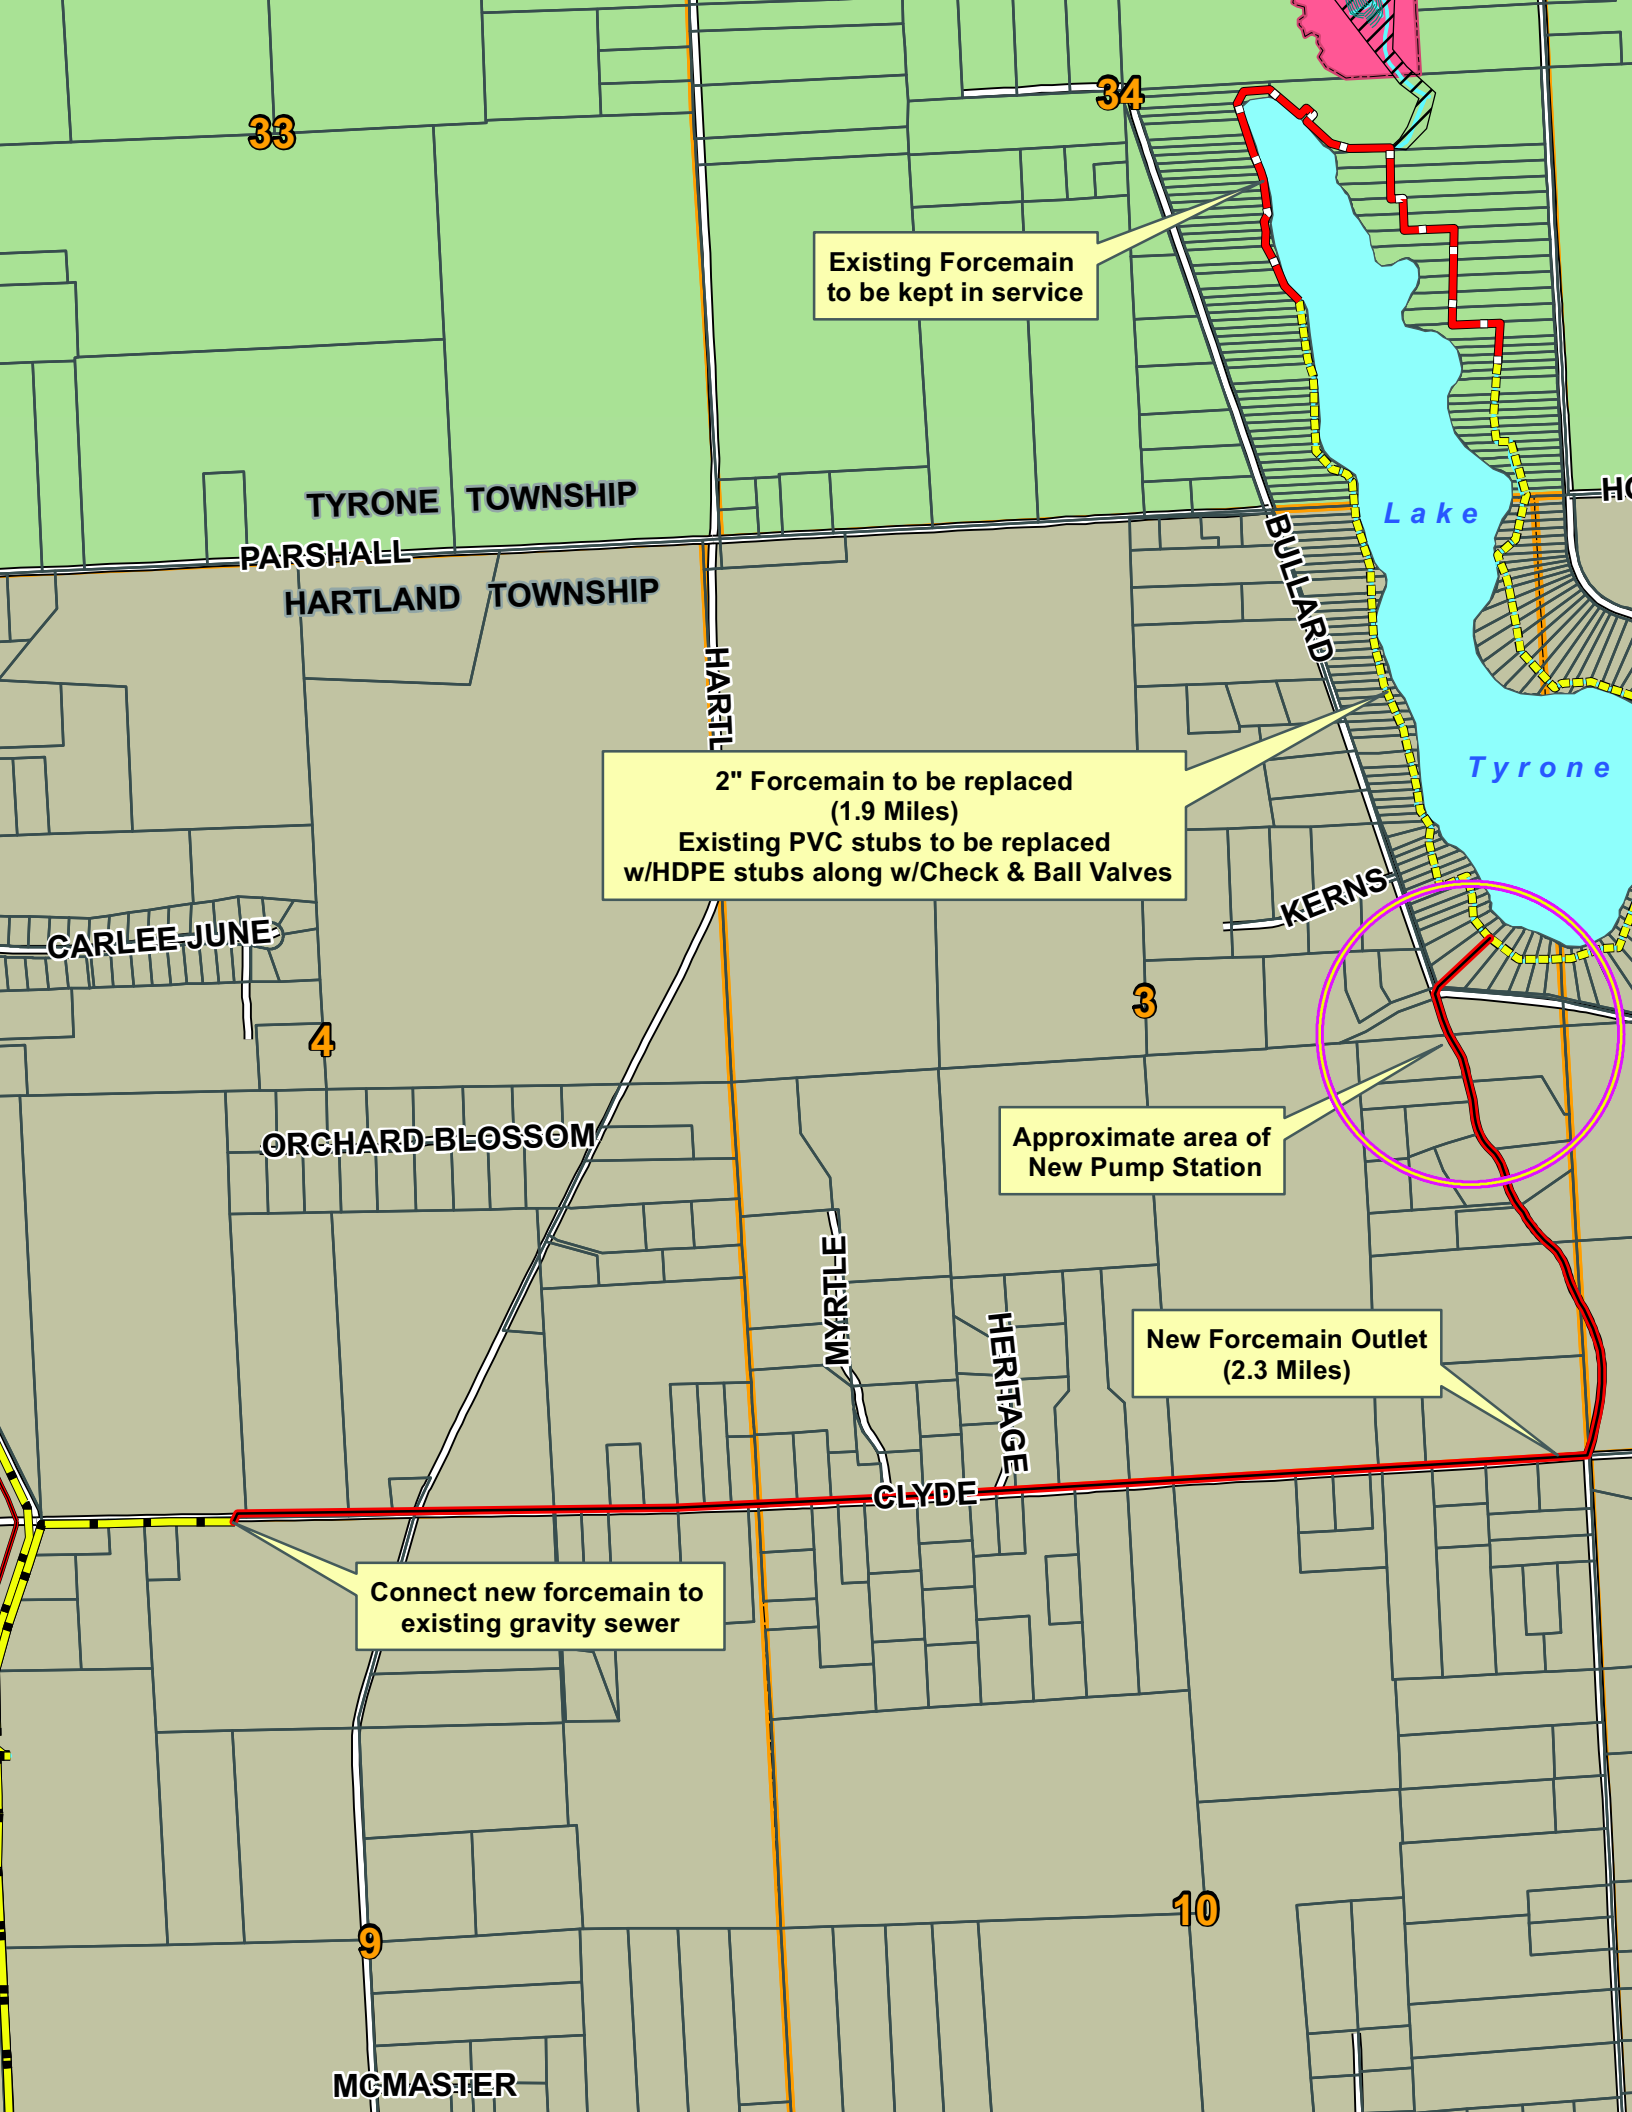 34
33
Existing Forcemain
to be kept in service
TYRONE TOWNSHIP
HO
Lake
PARSHALL
BULLARD
HARTLAND TOWNSHIP
HARTL
Tyrone
2" Forcemain to be replaced
(1.9 Miles)
Existing PVC stubs to be replaced
w/HDPE stubs along w/Check & Ball Valves
KERNS
CARLEE JUNE
3
4
ORCHARD BLOSSOM
Approximate area of
New Pump Station
MYRTLE
HERITAGE
New Forcemain Outlet
(2.3 Miles)
CLYDE
Connect new forcemain to
existing gravity sewer
10
9
MCMASTER